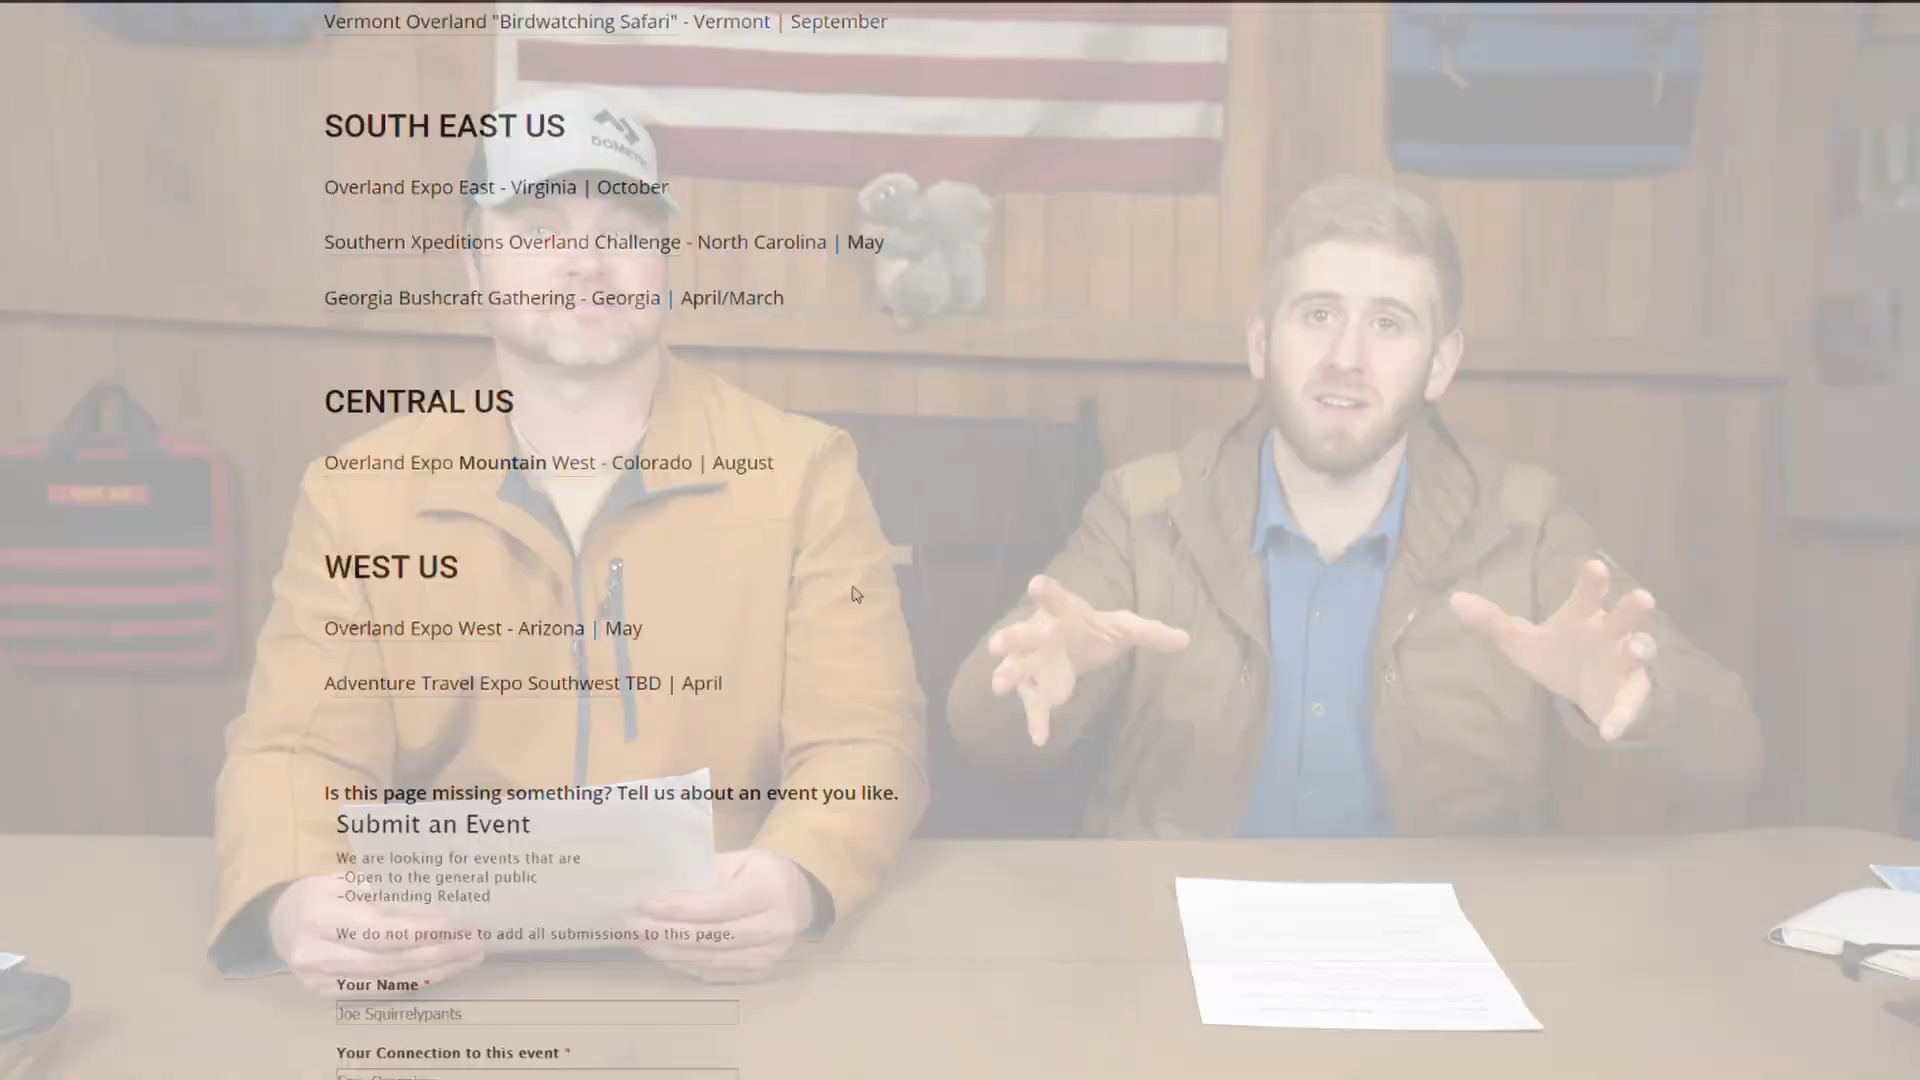 Vermont Overland "Birdwatching Safari" - Vermont | September
SOUTH EAST US
DOMETIC
Overland Expo East - Virginia | October
Southern Xpeditions Overland Challenge - North Carolina | May
Georgia Bushcraft Gathering - Georgia | April/March
CENTRAL US
Overland Expo Mountain West - Colorado | August
WEST US
Overland Expo West - Arizona | May
Adventure Travel Expo Southwest TBD | April
Is this page missing something? Tell us about an event you like.
Submit an Event
We are looking for events that are
-Open to the general public
-Overlanding Related
We do not promise to add all submissions to this page.
Your Name *
Joe Squirrelypants
Your Connection to this event *